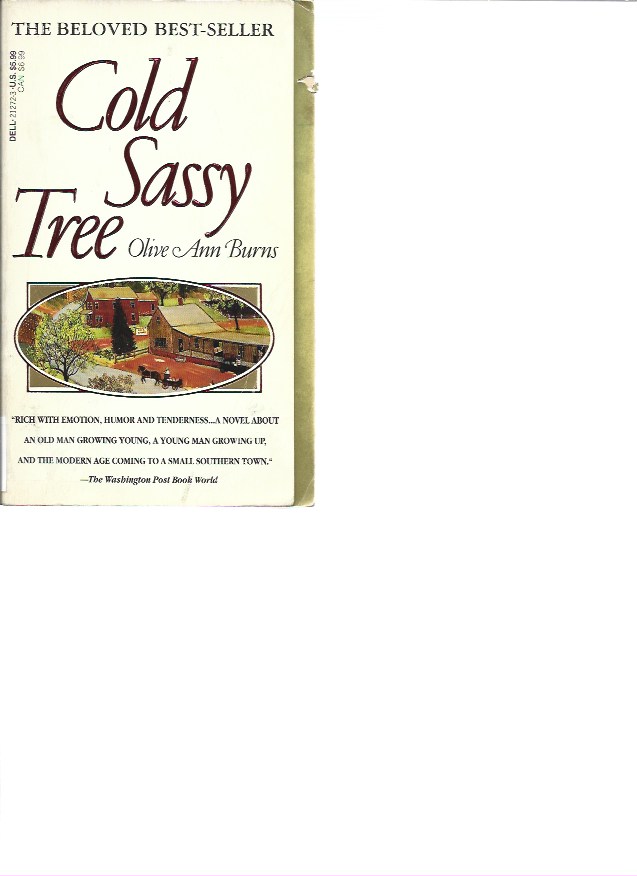 THE BELOVED BEST-SELLER
DELL•21272-3•U.S. $5.99
CAN. $6.99
Cold
Sassy
Tree
Olive Ann Burns
"RICH WITH EMOTION, HUMOR AND TENDERNESS...A NOVEL ABOUT
AN OLD MAN GROWING YOUNG, A YOUNG MAN GROWING UP,
AND THE MODERN AGE COMING TO A SMALL SOUTHERN TOWN."
—The Washington Post Book World